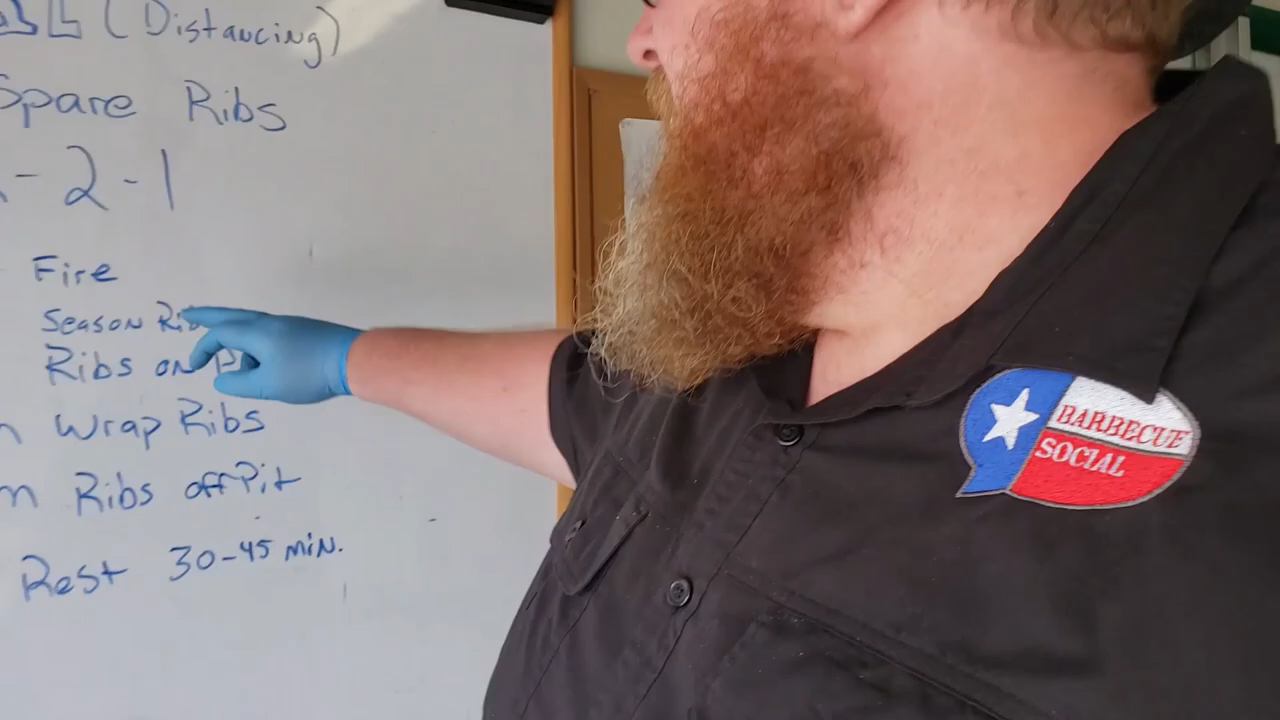 (Distancing)
Spare Ribs
-2-1
Fire
Season
Ribs on
Wrap Ribs
Ribs off Pit
Rest 30-45 min.
BARBECUE
SOCIAL